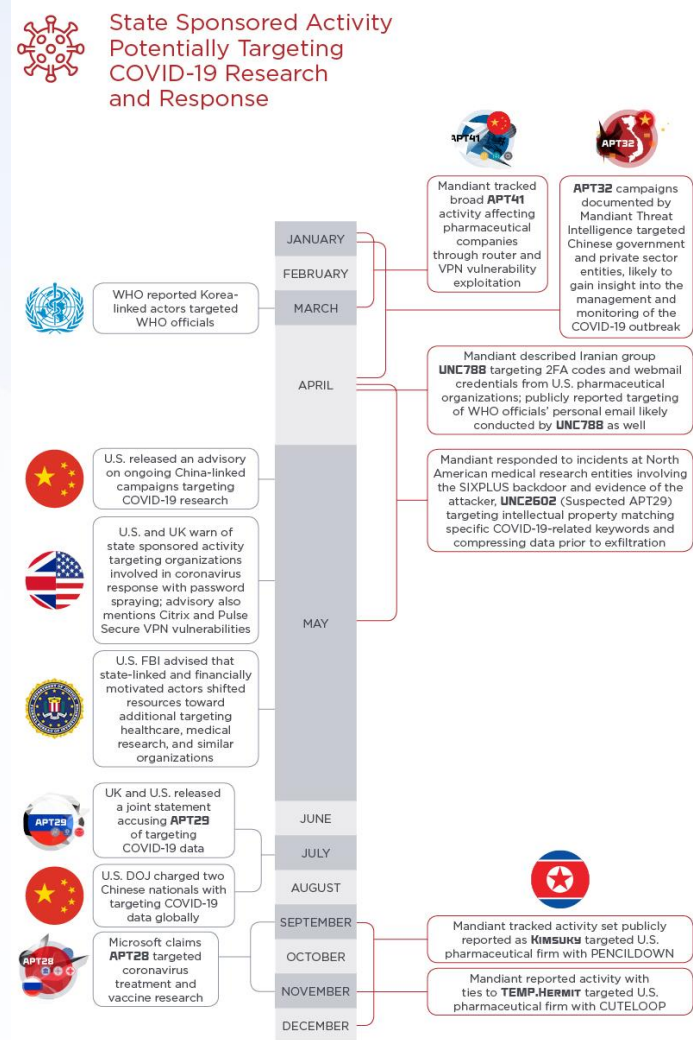 State Sponsored Activity
Potentially Targeting
COVID-19 Research
and Response
APT41
APT32
Mandiant tracked
broad APT41
activity affecting
pharmaceutical
companies
through router and
VPN vulnerability
exploitation
APT32 campaigns
documented by
Mandiant Threat
Intelligence targeted
Chinese government
and private sector
entities, likely to
gain insight into the
management and
monitoring of the
COVID-19 outbreak
JANUARY
FEBRUARY
MARCH
WHO reported Korea-
linked actors targeted
WHO officials
APRIL
Mandiant described Iranian group
UNC788 targeting 2FA codes and webmail
credentials from U.S. pharmaceutical
organizations; publicly reported targeting
of WHO officials' personal email likely
conducted by UNC788 as well
U.S. released an advisory
on ongoing China-linked
campaigns targeting
COVID-19 research
Mandiant responded to incidents at North
American medical research entities involving
the SIXPLUS backdoor and evidence of the
attacker, UNC2602 (Suspected APT29)
targeting intellectual property matching
specific COVID-19-related keywords and
compressing data prior to exfiltration
U.S. and UK warn of
state sponsored activity
targeting organizations
involved in coronavirus
response with password
spraying; advisory also
mentions Citrix and Pulse
Secure VPN vulnerabilities
MAY
U.S. FBI advised that
state-linked and financially
motivated actors shifted
resources toward
additional targeting
healthcare, medical
research, and similar
organizations
APT29
UK and U.S. released
a joint statement
accusing APT29
of targeting
COVID-19 data
JUNE
JULY
AUGUST
U.S. DOJ charged two
Chinese nationals with
targeting COVID-19
data globally
SEPTEMBER
Mandiant tracked activity set publicly
reported as KIMSUKY targeted U.S.
pharmaceutical firm with PENCILDOWN
APT28
Microsoft claims
APT28 targeted
coronavirus
treatment and
vaccine research
OCTOBER
NOVEMBER
DECEMBER
Mandiant reported activity with
ties to TEMP.HERMIT targeted U.S.
pharmaceutical firm with CUTELOOP